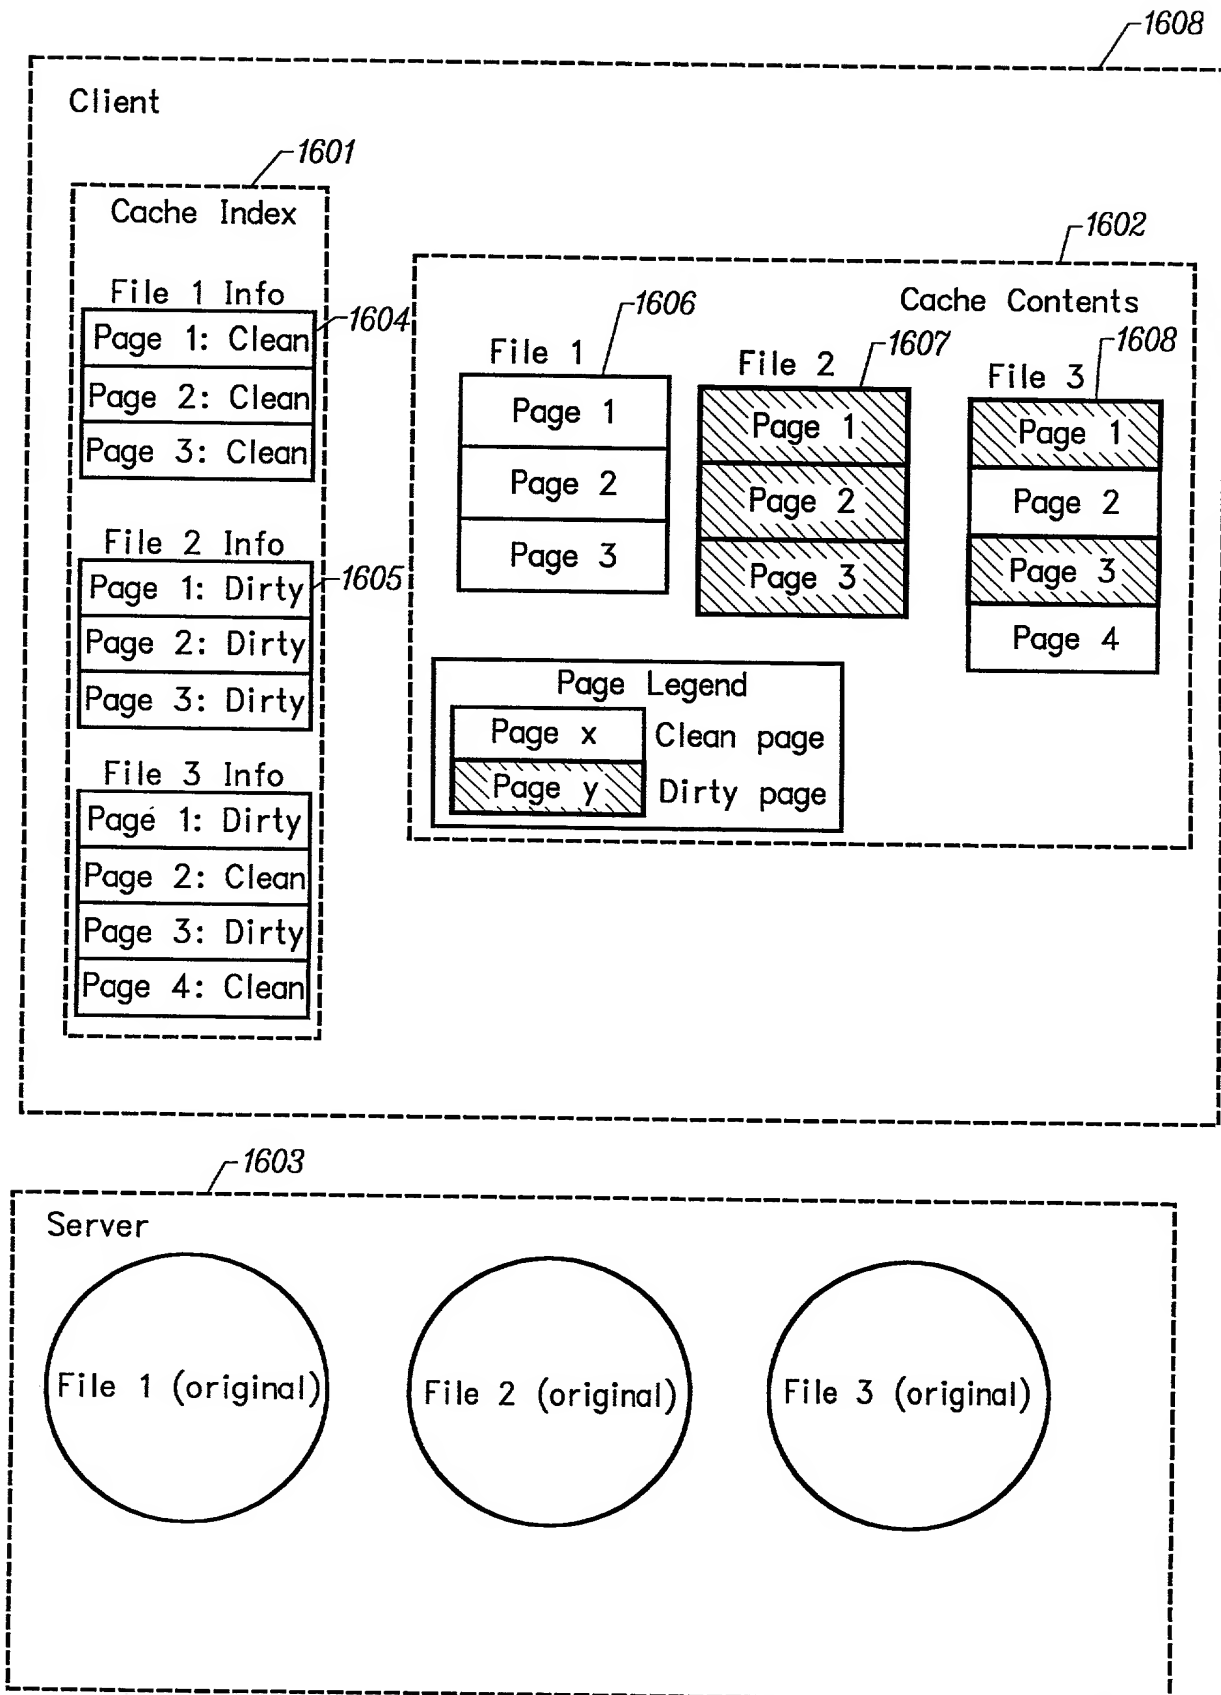 1608
Client
1601
Cache Index
File 1 Info
Page 1: Clean
1604
Page 2: Clean
Page 3: Clean
File 2 Info
Page 1: Dirty
1605
Page 2: Dirty
Page 3: Dirty
File 3 Info
Page 1: Dirty
Page 2: Clean
Page 3: Dirty
Page 4: Clean
1602
Cache Contents
1606
File 1
Page 1
Page 2
Page 3
1607
File 2
Page 1
Page 2
Page 3
1608
File 3
Page 1
Page 2
Page 3
Page 4
Page Legend
Page x Clean page
Page y Dirty page
1603
Server
File 1 (original)
File 2 (original)
File 3 (original)